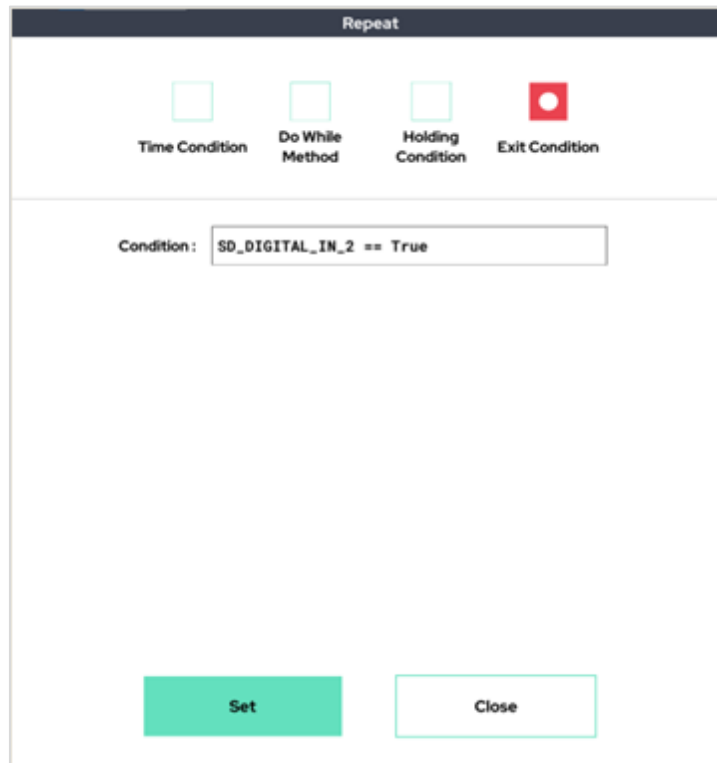 Repeat
Time Condition
Do While
Method
Holding
Condition
Exit Condition
Condition :
SD_DIGITAL_IN_2 == True
Set
Close